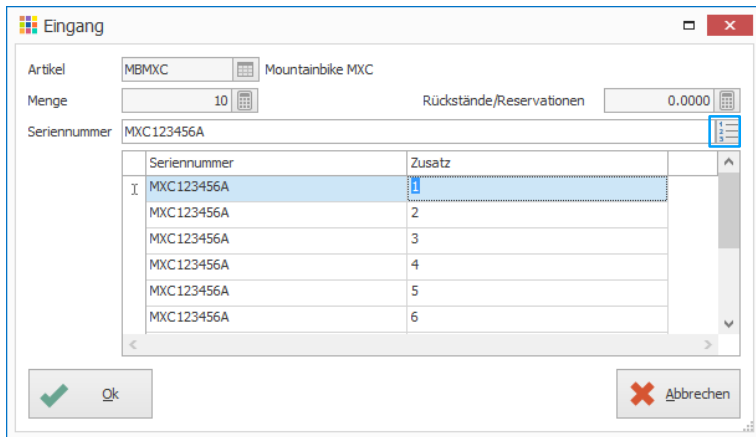 Eingang
Artikel MBMXC Mountainbike MXC
Menge 10 Rückstände/Reservationen 0.0000
Seriennummer MXC123456A
Seriennummer Zusatz
MXC123456A 1
MXC123456A 2
MXC123456A 3
MXC123456A 4
MXC123456A 5
MXC123456A 6
Ok Abbrechen